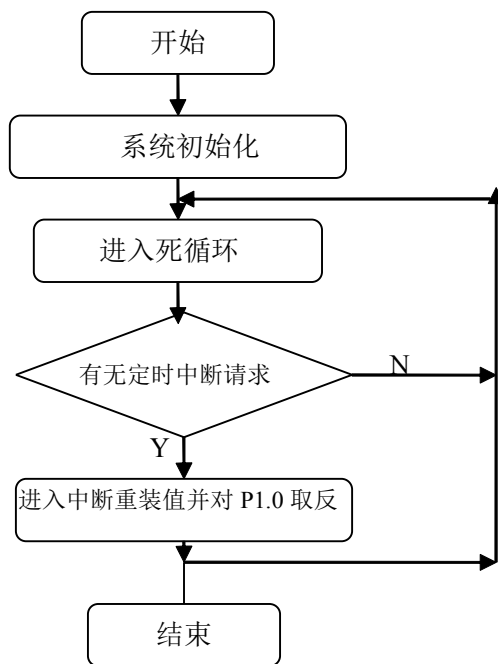 开始
系统初始化
进入死循环
有无定时中断请求
N
Y
进入中断重装值并对 P1.0 取反
结束